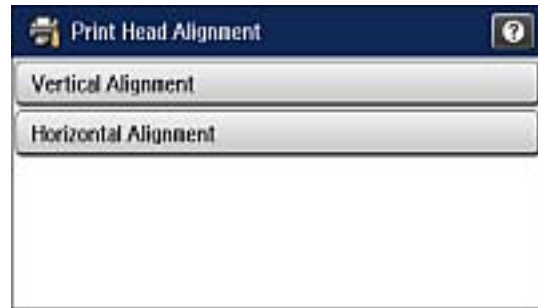 Print Head Alignment
?
Vertical Alignment
Horizontal Alignment